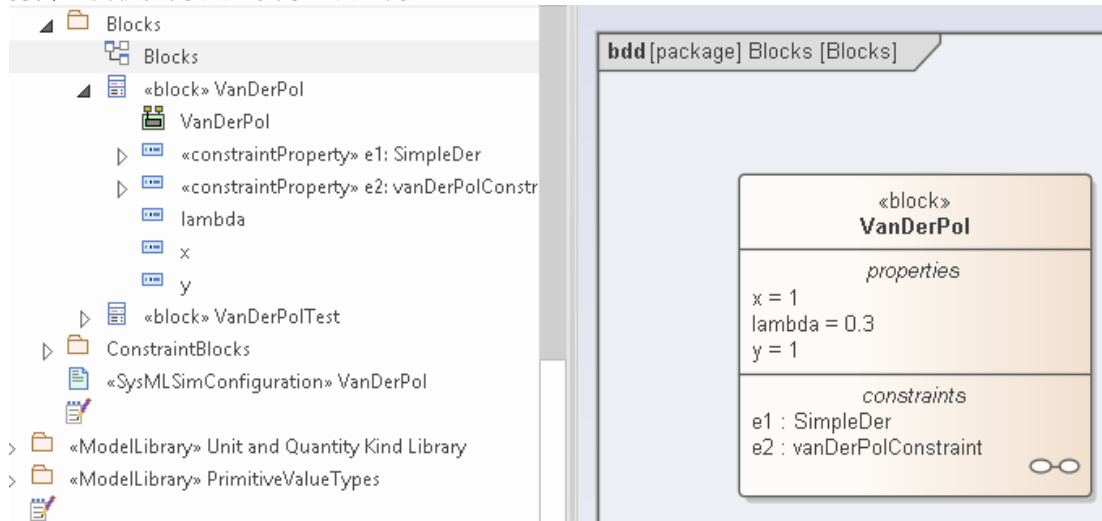 Blocks
Blocks
«block» VanDerPol
VanDerPol
«constraintProperty» e1: SimpleDer
«constraintProperty» e2: vanDerPolConstr
lambda
x
y
«block» VanDerPolTest
ConstraintBlocks
«SysMLSimConfiguration» VanDerPol
«ModelLibrary» Unit and Quantity Kind Library
«ModelLibrary» PrimitiveValueTypes
bdd [package] Blocks [Blocks]
«block»
VanDerPol
properties
x = 1
lambda = 0.3
y = 1
constraints
e1 : SimpleDer
e2 : vanDerPolConstraint